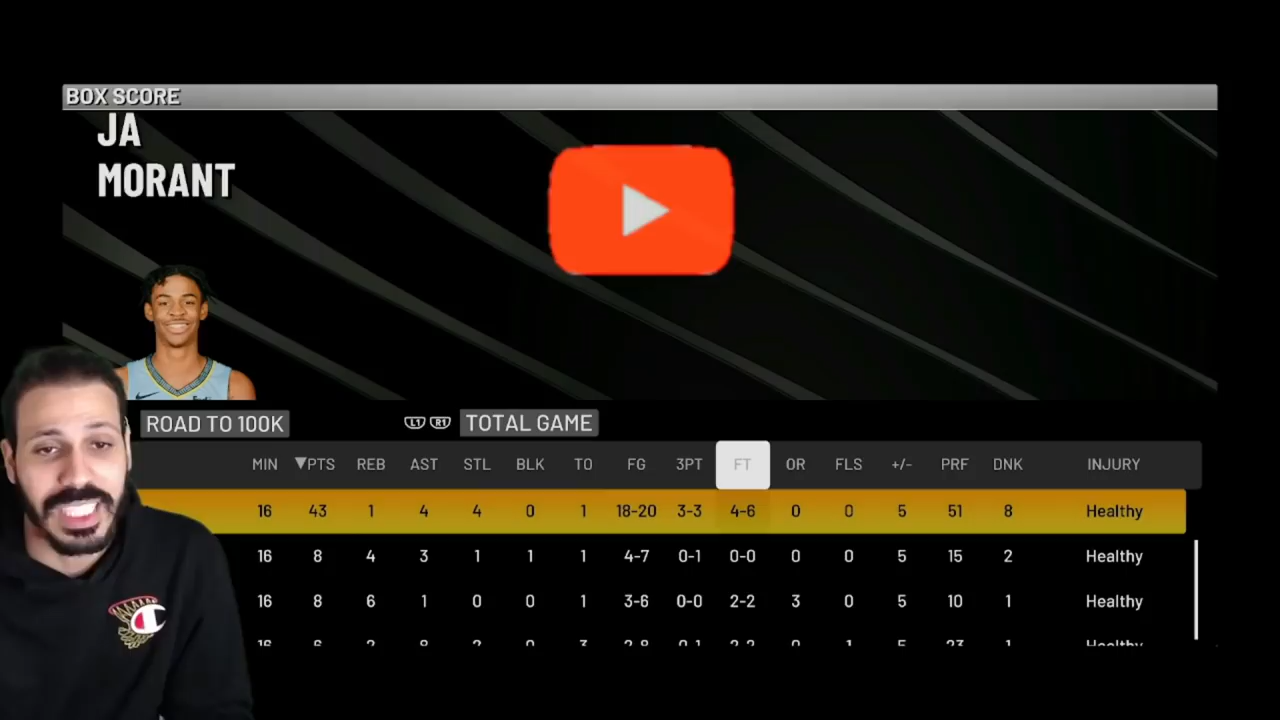 BOX SCORE
JA
MORANT
ROAD TO 100K
L1 R1 TOTAL GAME
MIN ▼PTS REB AST STL BLK TO FG 3PT FT OR FLS +/- PRF DNK INJURY
16 43 1 4 4 0 1 18-20 3-3 4-6 0 0 5 51 8 Healthy
16 8 4 3 1 1 1 4-7 0-1 0-0 0 0 5 15 2 Healthy
16 8 6 1 0 0 1 3-6 0-0 2-2 3 0 5 10 1 Healthy
16 Healthy